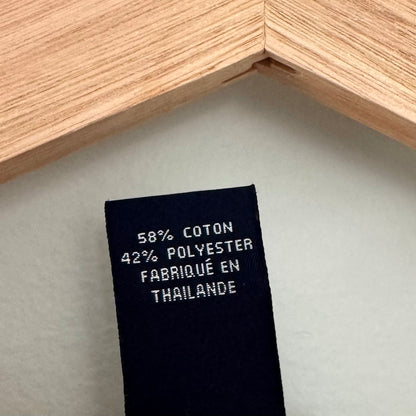 58% COTON
42% POLYESTER
FABRIQUÉ EN
THAILANDE